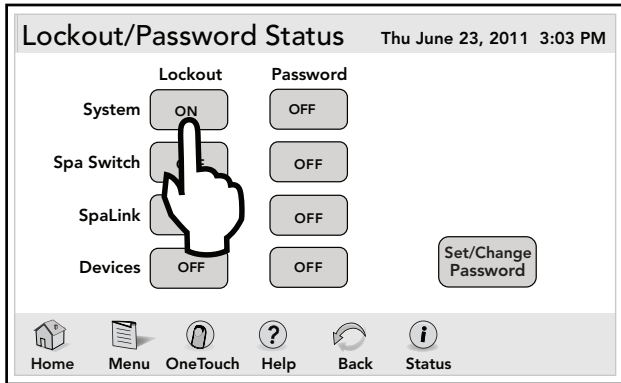 Lockout/Password Status Thu June 23, 2011 3:03 PM
Lockout Password
System ON OFF
Spa Switch OFF
SpaLink OFF
Devices OFF OFF
Set/Change
Password
Home Menu OneTouch Help Back Status